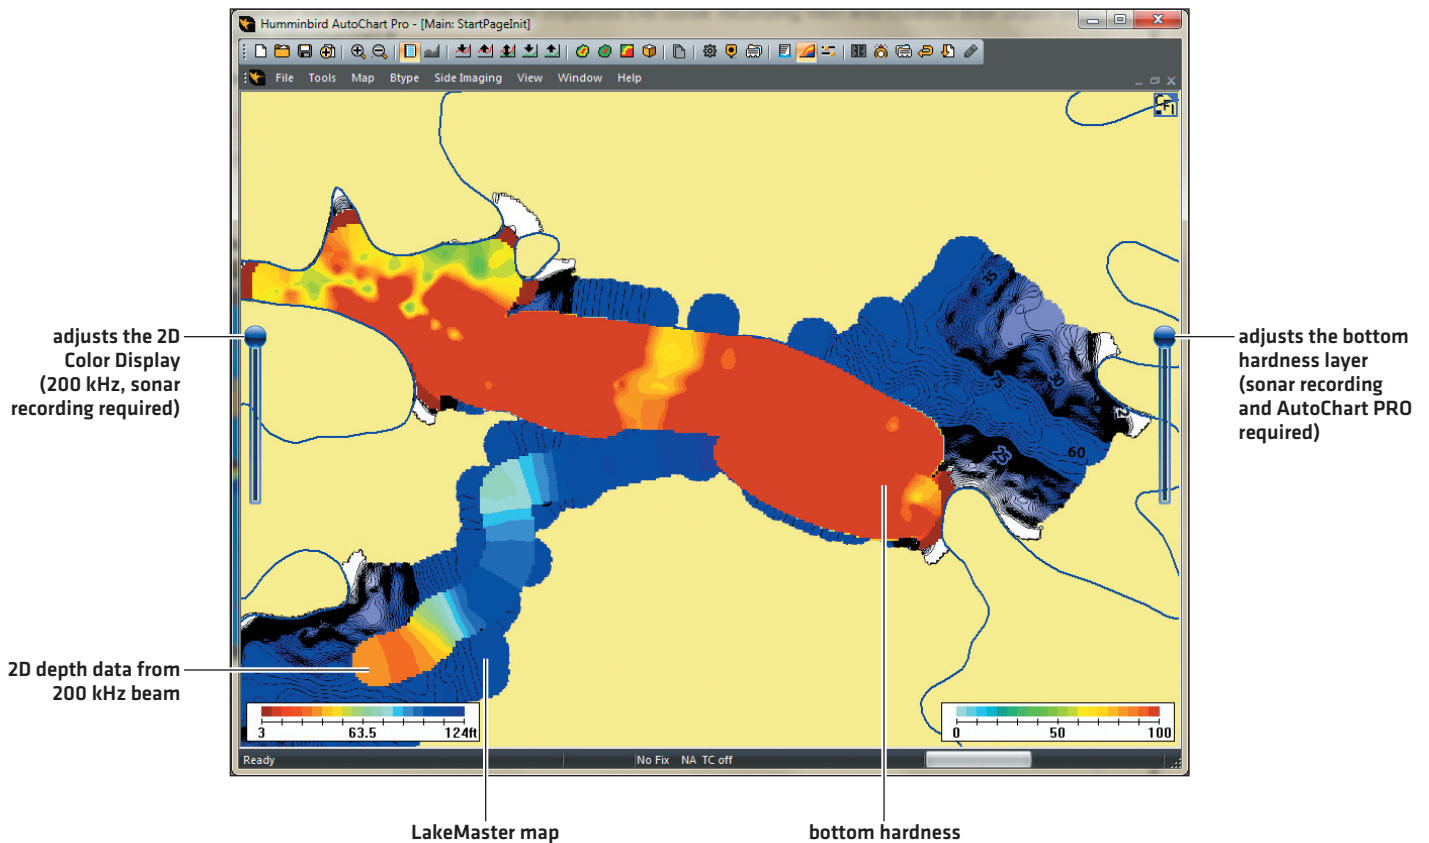 Humminbird AutoChart Pro - [Main: StartPageInit]
File Tools Map Btype Side Imaging View Window Help
adjusts the 2D
Color Display
(200 kHz, sonar
recording required)
adjusts the bottom
hardness layer
(sonar recording
and AutoChart PRO
required)
35
75
30
25
60
2D depth data from
200 kHz beam
3 63.5 124ft
0 50 100
Ready No Fix NA TC off
LakeMaster map
bottom hardness